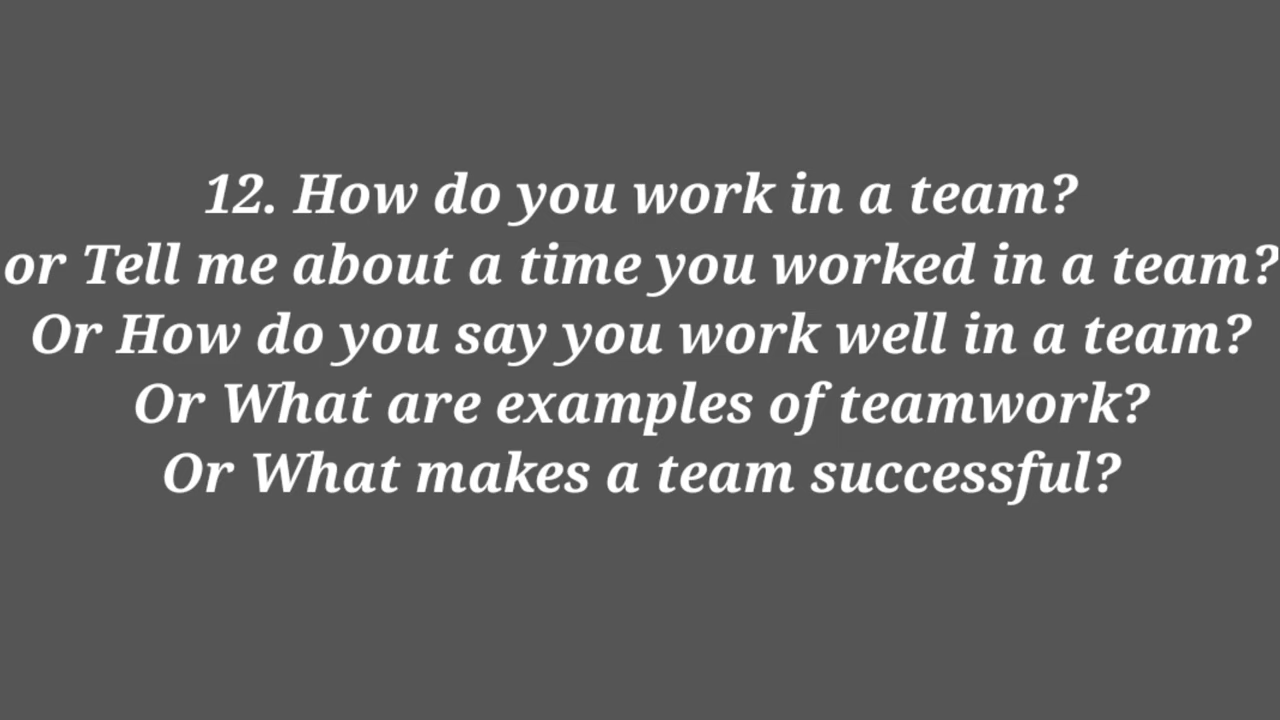 12. How do you work in a team?
or Tell me about a time you worked in a team?
Or How do you say you work well in a team?
Or What are examples of teamwork?
Or What makes a team successful?